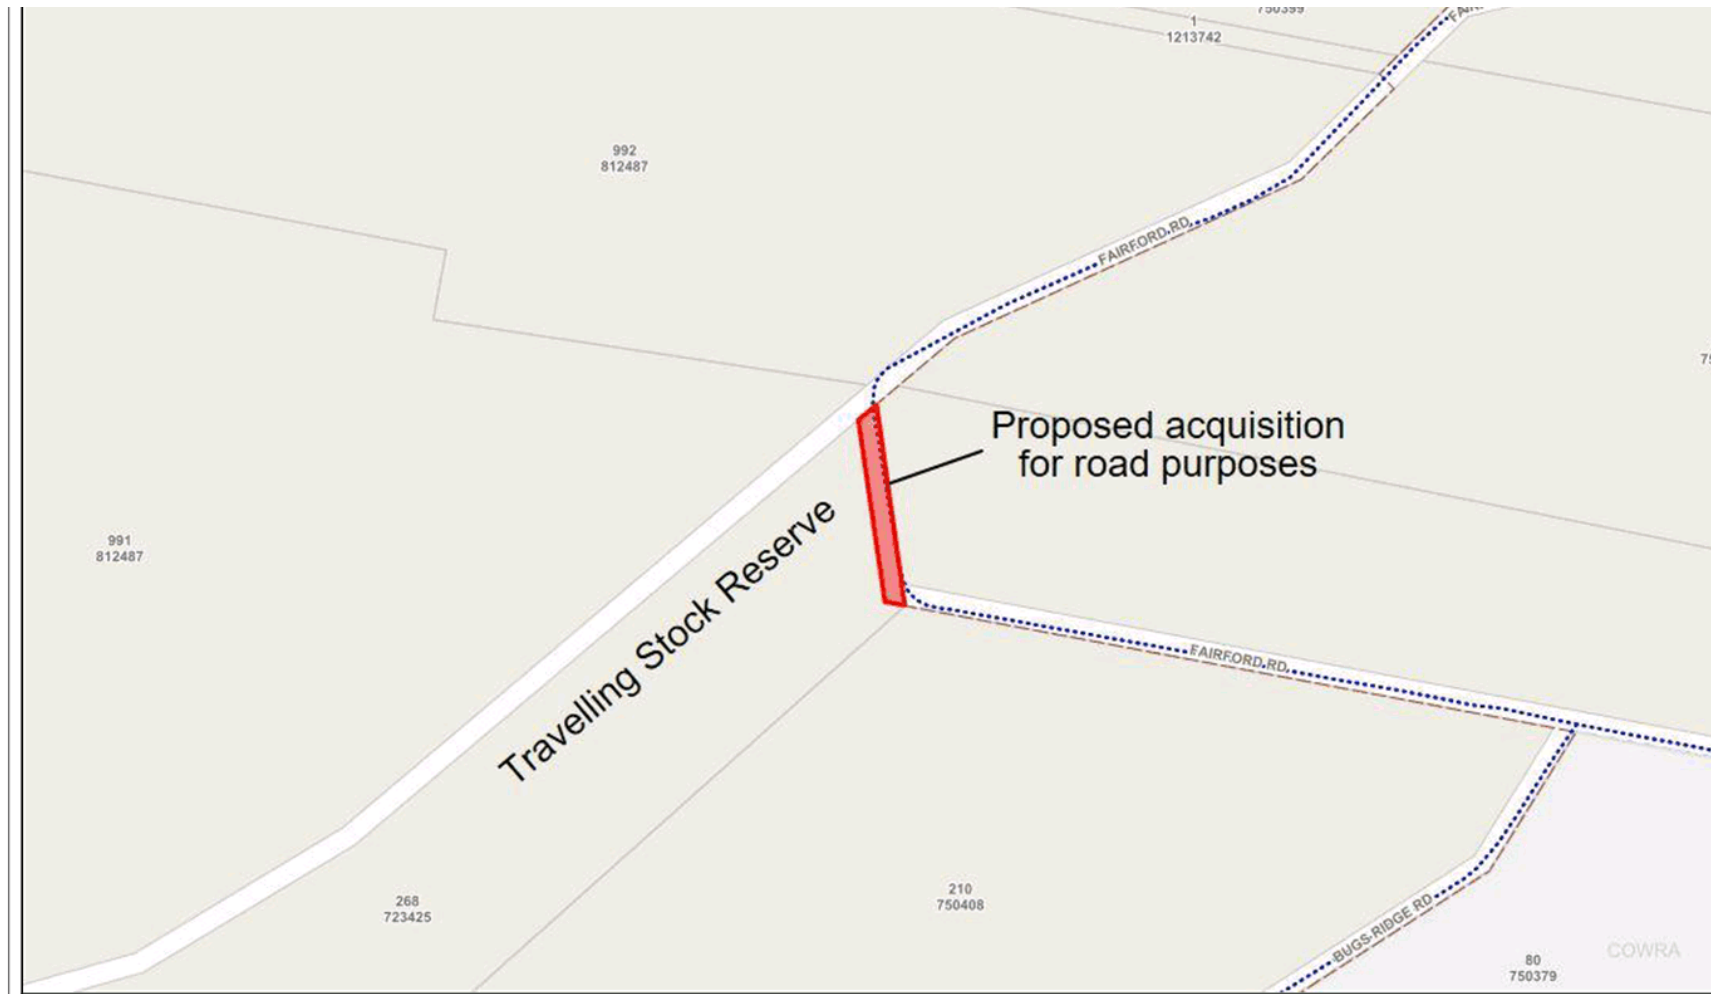 750399
1
1213742
992
812487
FAIRFORD RD
Proposed acquisition
for road purposes
Travelling Stock Reserve
991
812487
FAIRFORD RD
268
723425
210
750408
BUGS RIDGE RD
COWRA
80
750379